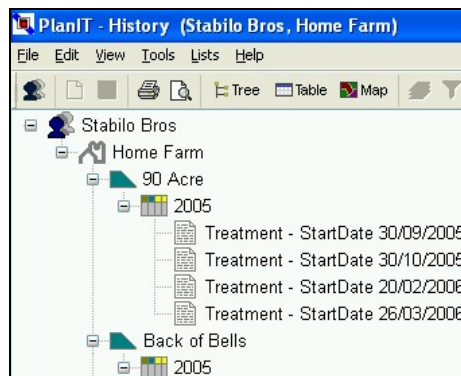 PlanIT - History (Stabilo Bros, Home Farm)
File Edit View Tools Lists Help
Tree Table Map
Stabilo Bros
Home Farm
90 Acre
2005
Treatment - StartDate 30/09/2005
Treatment - StartDate 30/10/2005
Treatment - StartDate 20/02/2006
Treatment - StartDate 26/03/2006
Back of Bells
2005